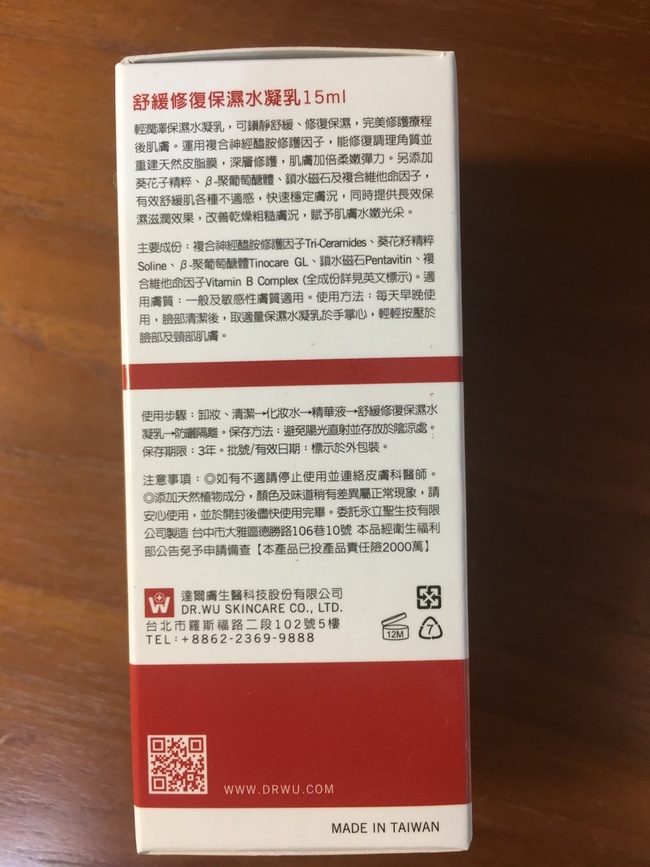 舒緩修復保濕水凝乳15ml
輕潤澤保濕水凝乳，可鎮靜舒緩、修復保濕，完美修護療程
後肌膚。運用複合神經醯胺修護因子，能修復調理角質並
重建天然皮脂膜，深層修護，肌膚加倍柔嫩彈力。另添加
葵花子精粹、β-聚葡萄醣體、鎖水磁石及複合維他命因子，
有效舒緩肌各種不適感，快速穩定膚況，同時提供長效保
濕滋潤效果，改善乾燥粗糙膚況，賦予肌膚水嫩光采。
主要成份：複合神經醯胺修護因子Tri-Ceramides、葵花籽精粹
Soline、β-聚葡萄醣體Tinocare GL、鎖水磁石Pentavitin、複
合維他命因子Vitamin B Complex (全成份詳見英文標示)。適
用膚質：一般及敏感性膚質適用。使用方法：每天早晚使
用，臉部清潔後，取適量保濕水凝乳於手掌心，輕輕按壓於
臉部及頸部肌膚。
使用步驟：卸妝、清潔→化妝水→精華液→舒緩修復保濕水
凝乳→防曬隔離。保存方法：避免陽光直射並存放於陰涼處。
保存期限：3年。批號/有效日期：標示於外包裝。
注意事項：◎如有不適請停止使用並連絡皮膚科醫師。
◎添加天然植物成分，顏色及味道稍有差異屬正常現象，請
安心使用，並於開封後儘快使用完畢。委託永立聖生技有限
公司製造 台中市大雅區德勝路106巷10號 本品經衛生福利
部公告免予申請備查【本產品已投產品責任險2000萬】
達爾膚生醫科技股份有限公司
DR.WU SKINCARE CO., LTD.
台北市羅斯福路二段102號5樓
TEL：+8862-2369-9888
12M
7
WWW.DRWU.COM
MADE IN TAIWAN